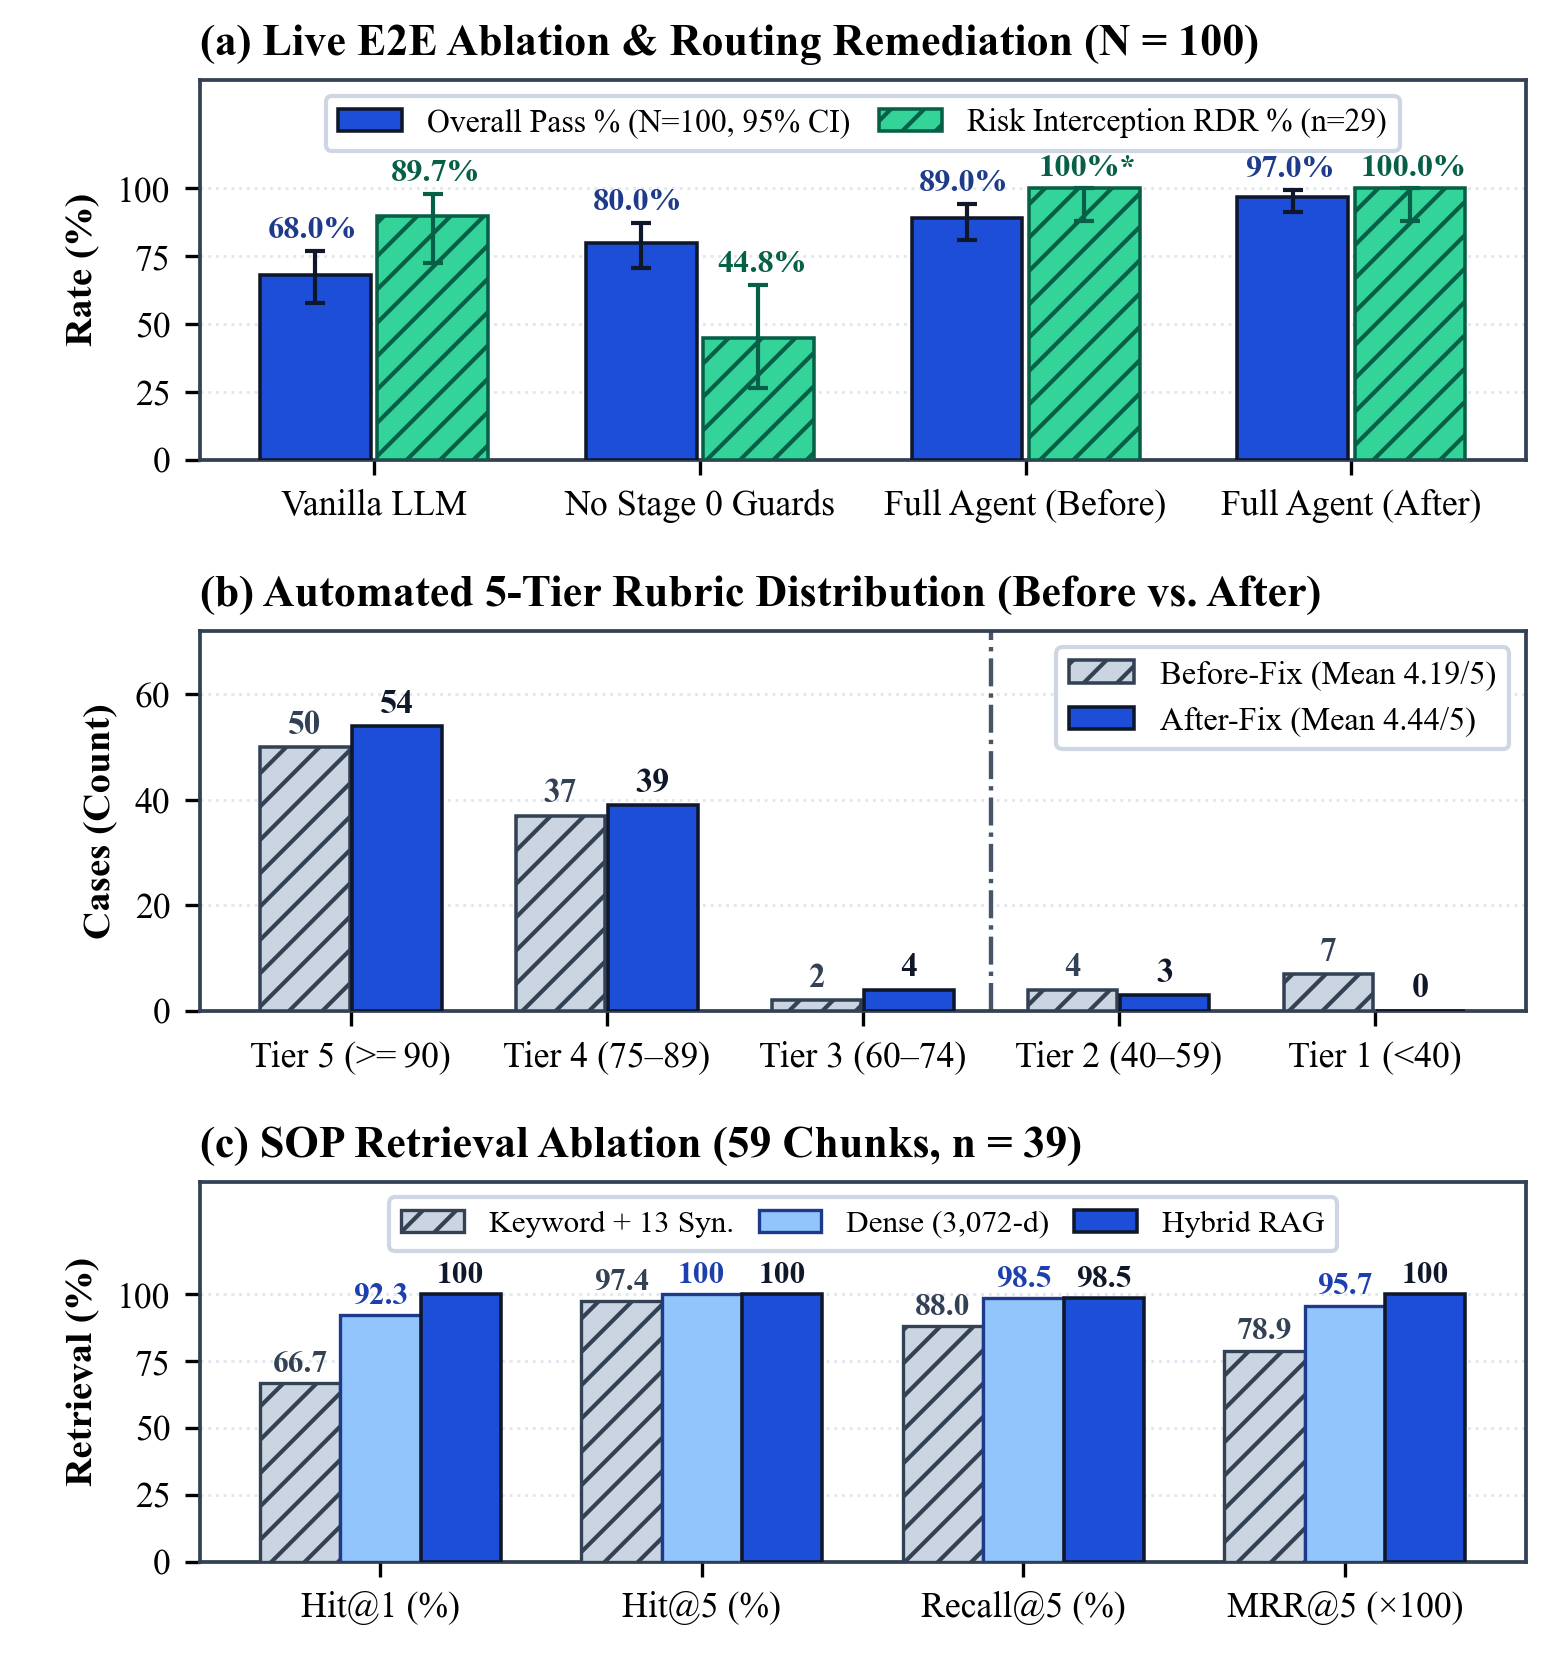 (a) Live E2E Ablation & Routing Remediation (N = 100)
Overall Pass % (N=100, 95% CI)
Risk Interception RDR % (n=29)
Rate (%)
100
75
50
25
0
68.0%
89.7%
80.0%
44.8%
89.0%
100%*
97.0%
100.0%
Vanilla LLM
No Stage 0 Guards
Full Agent (Before)
Full Agent (After)
(b) Automated 5-Tier Rubric Distribution (Before vs. After)
Before-Fix (Mean 4.19/5)
After-Fix (Mean 4.44/5)
Cases (Count)
60
40
20
0
50
54
37
39
2
4
4
3
7
0
Tier 5 (>= 90)
Tier 4 (75–89)
Tier 3 (60–74)
Tier 2 (40–59)
Tier 1 (<40)
(c) SOP Retrieval Ablation (59 Chunks, n = 39)
Keyword + 13 Syn.
Dense (3,072-d)
Hybrid RAG
Retrieval (%)
100
75
50
25
0
66.7
92.3
100
97.4
100
100
88.0
98.5
98.5
78.9
95.7
100
Hit@1 (%)
Hit@5 (%)
Recall@5 (%)
MRR@5 (×100)